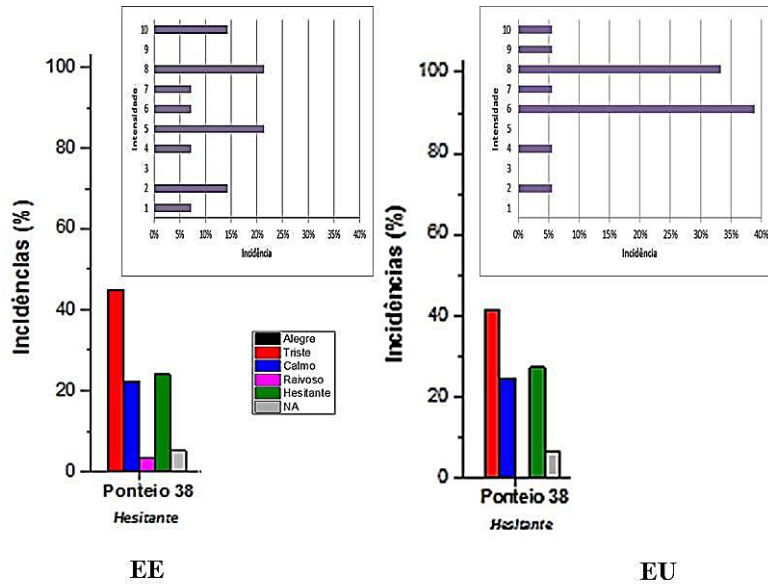 10
9
8
7
6
5
4
3
2
1
Intensidade
0% 5% 10% 15% 20% 25% 30% 35% 40%
Incidência
100
80
60
40
20
0
Incidências (%)
Alegre
Triste
Calmo
Raivoso
Hesitante
NA
Ponteio 38
Hesitante
EE
10
9
8
7
6
5
4
3
2
1
Intensidade
0% 5% 10% 15% 20% 25% 30% 35% 40%
Incidência
100
80
60
40
20
0
Incidências (%)
Ponteio 38
Hesitante
EU